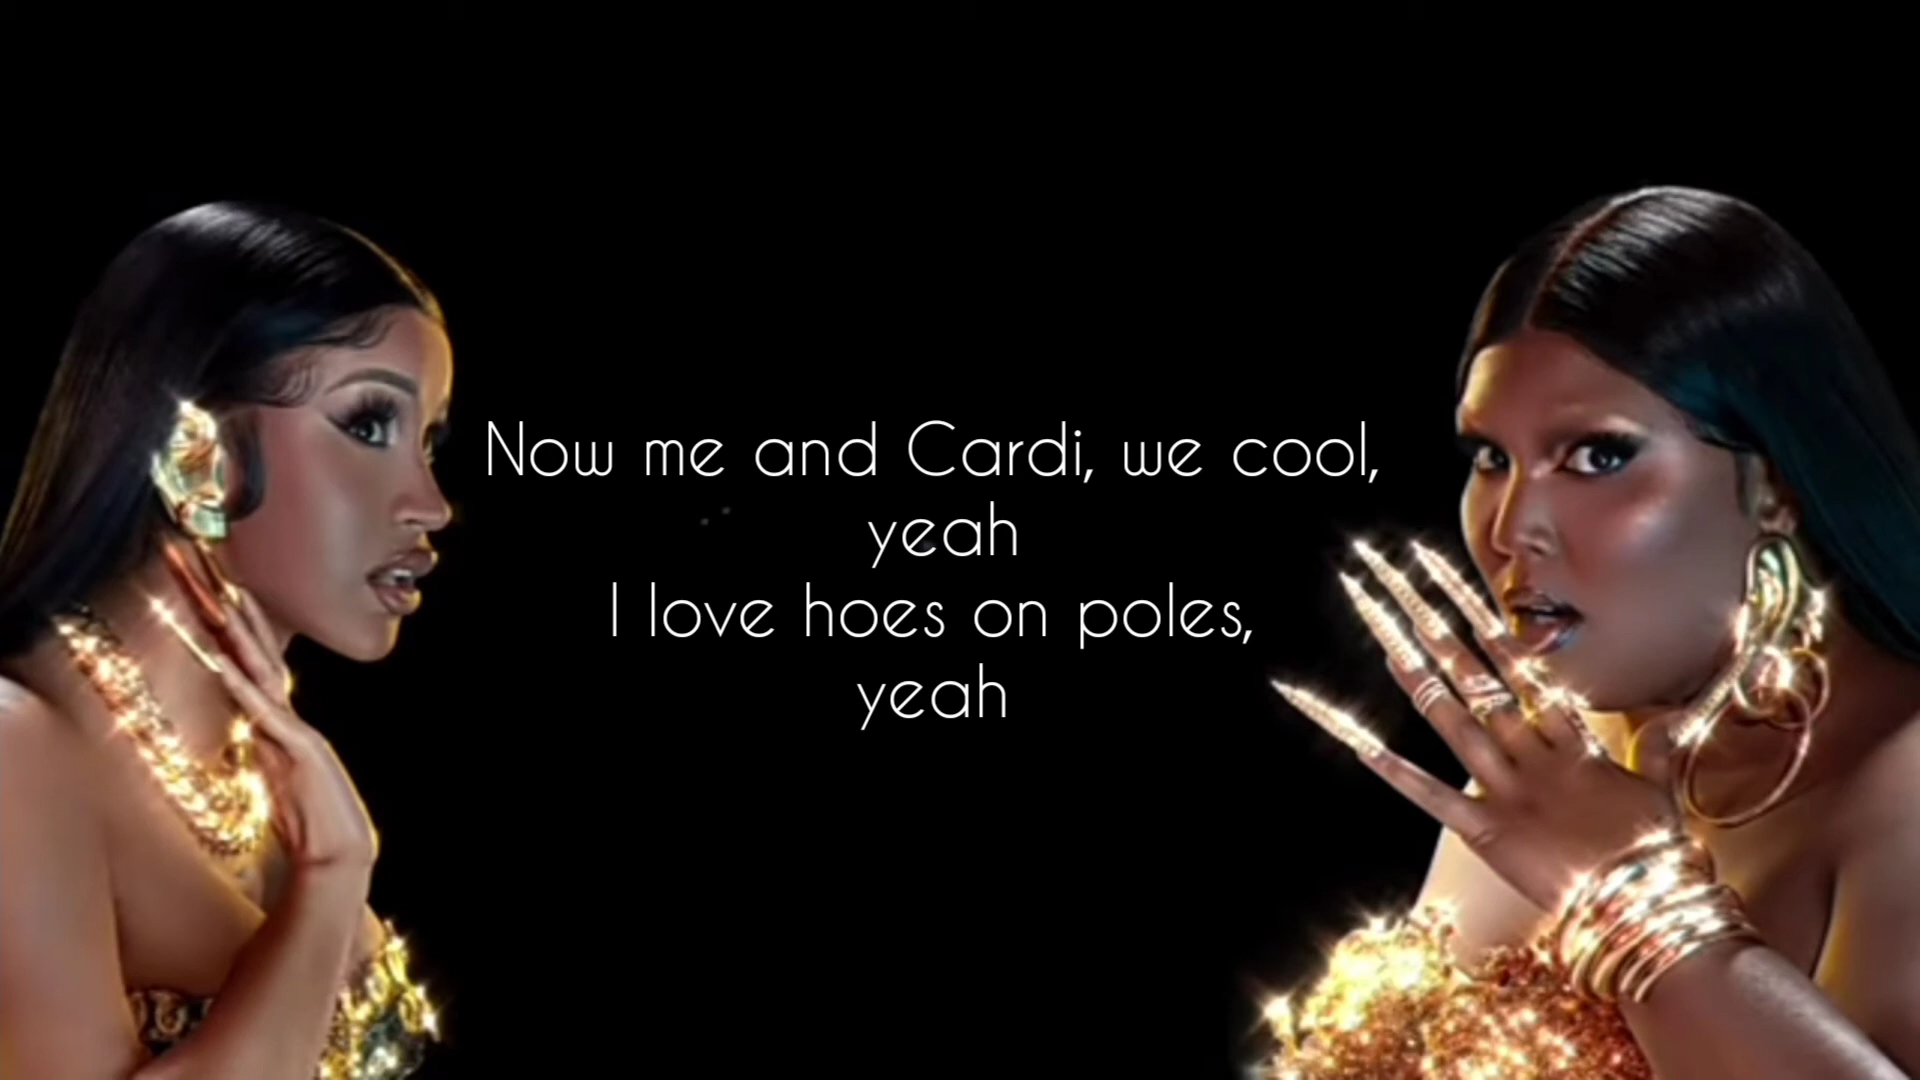 Now me and Cardi, we cool,
yeah
I love hoes on poles,
yeah